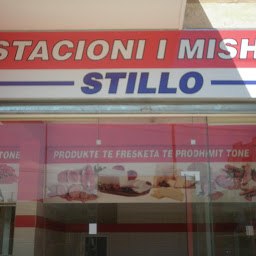 STACIONI I MISH
STILLO
TONE
PRODUKTE TE FRESKETA TE PRODHIMIT TONE